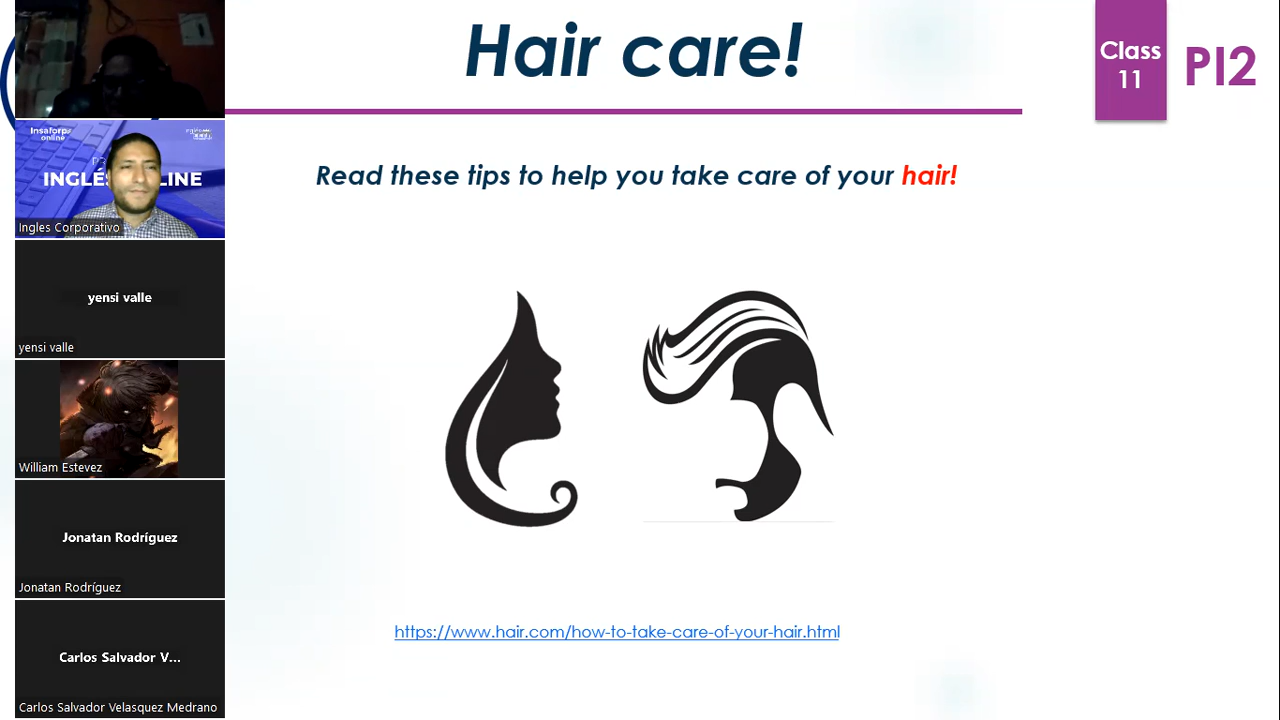 Hair care!
Class
11
PI2
Read these tips to help you take care of your hair!
https://www.hair.com/how-to-take-care-of-your-hair.html
Insaforp
online
INGLÉS ONLINE
Ingles Corporativo
yensi valle
yensi valle
William Estevez
Jonatan Rodríguez
Jonatan Rodríguez
Carlos Salvador V...
Carlos Salvador Velasquez Medrano